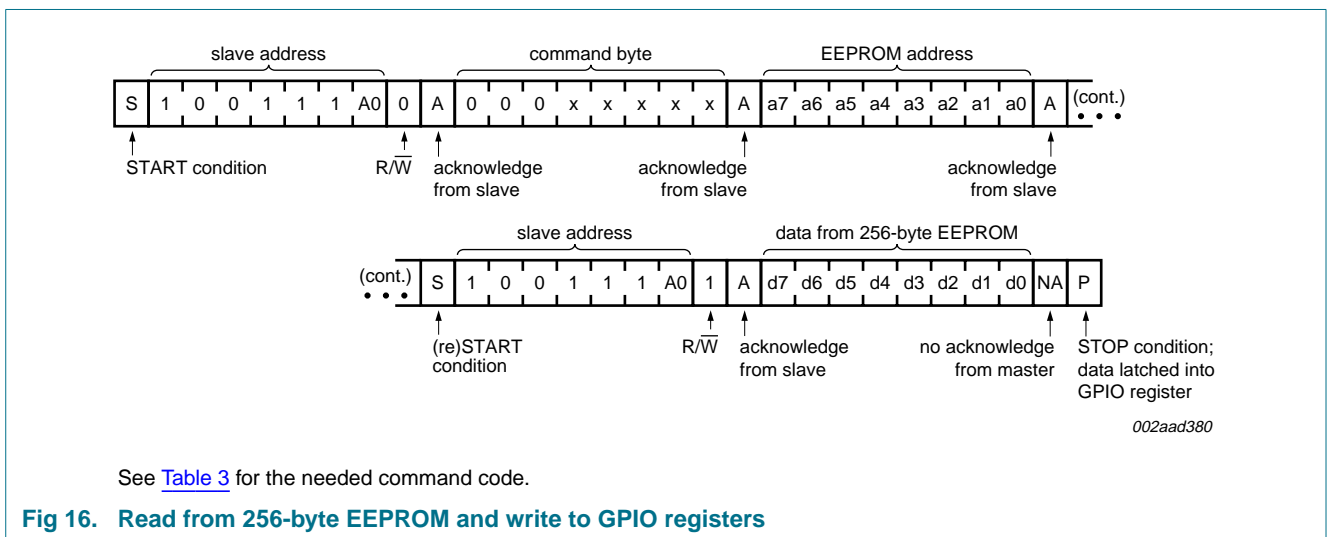 slave address command byte EEPROM address
S 1 0 0 1 1 1 A0 0 A 0 0 0 x x x x x A a7 a6 a5 a4 a3 a2 a1 a0 A (cont.)
START condition R/W̅ acknowledge acknowledge acknowledge
from slave from slave from slave
slave address data from 256-byte EEPROM
(cont.) S 1 0 0 1 1 1 A0 1 A d7 d6 d5 d4 d3 d2 d1 d0 NA P
(re)START R/W̅ acknowledge no acknowledge STOP condition;
condition from slave from master data latched into
GPIO register
002aad380
See Table 3 for the needed command code.
Fig 16. Read from 256-byte EEPROM and write to GPIO registers